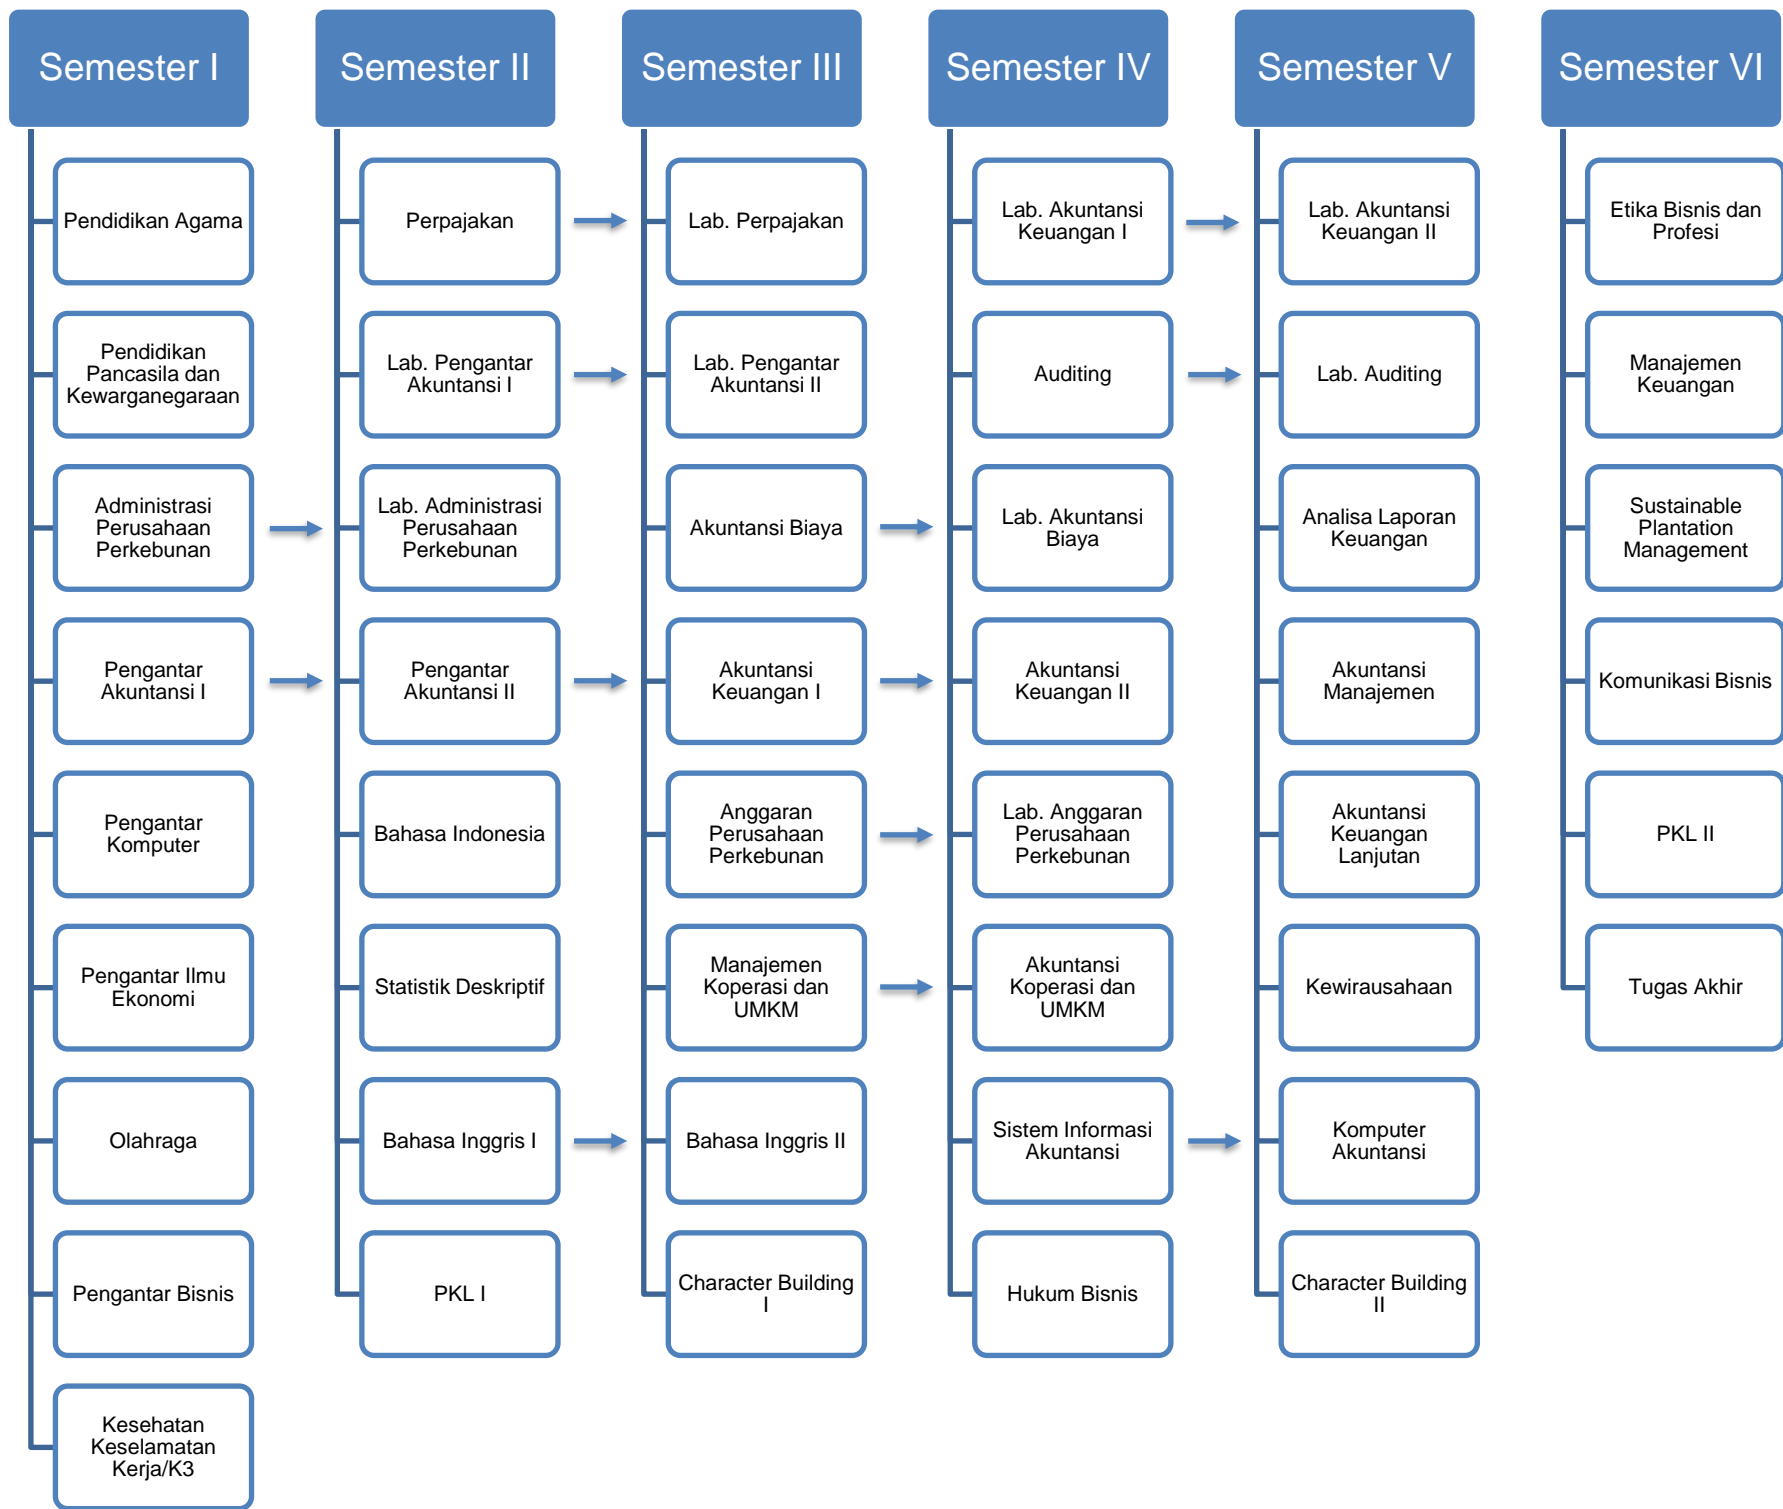 Semester I
Pendidikan Agama
Pendidikan
Pancasila dan
Kewarganegaraan
Administrasi
Perusahaan
Perkebunan
Pengantar
Akuntansi I
Pengantar
Komputer
Pengantar Ilmu
Ekonomi
Olahraga
Pengantar Bisnis
Kesehatan
Keselamatan
Kerja/K3
Semester II
Perpajakan
Lab. Pengantar
Akuntansi I
Lab. Administrasi
Perusahaan
Perkebunan
Pengantar
Akuntansi II
Bahasa Indonesia
Statistik Deskriptif
Bahasa Inggris I
PKL I
Semester III
Lab. Perpajakan
Lab. Pengantar
Akuntansi II
Akuntansi Biaya
Akuntansi
Keuangan I
Anggaran
Perusahaan
Perkebunan
Manajemen
Koperasi dan
UMKM
Bahasa Inggris II
Character Building
I
Semester IV
Lab. Akuntansi
Keuangan I
Auditing
Lab. Akuntansi
Biaya
Akuntansi
Keuangan II
Lab. Anggaran
Perusahaan
Perkebunan
Akuntansi
Koperasi dan
UMKM
Sistem Informasi
Akuntansi
Hukum Bisnis
Semester V
Lab. Akuntansi
Keuangan II
Lab. Auditing
Analisa Laporan
Keuangan
Akuntansi
Manajemen
Akuntansi
Keuangan
Lanjutan
Kewirausahaan
Komputer
Akuntansi
Character Building
II
Semester VI
Etika Bisnis dan
Profesi
Manajemen
Keuangan
Sustainable
Plantation
Management
Komunikasi Bisnis
PKL II
Tugas Akhir